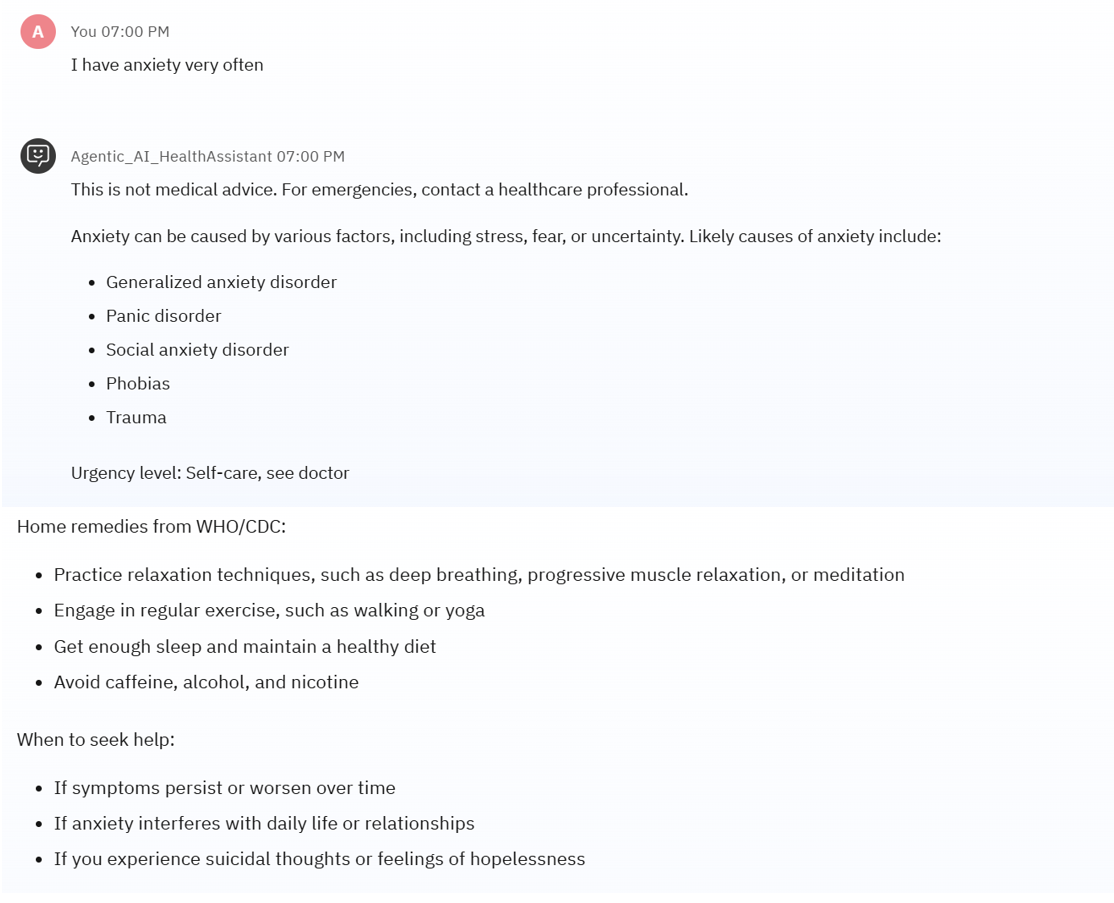 A
You 07:00 PM
I have anxiety very often
Agentic_AI_HealthAssistant 07:00 PM
This is not medical advice. For emergencies, contact a healthcare professional.
Anxiety can be caused by various factors, including stress, fear, or uncertainty. Likely causes of anxiety include:
• Generalized anxiety disorder
• Panic disorder
• Social anxiety disorder
• Phobias
• Trauma
Urgency level: Self-care, see doctor
Home remedies from WHO/CDC:
• Practice relaxation techniques, such as deep breathing, progressive muscle relaxation, or meditation
• Engage in regular exercise, such as walking or yoga
• Get enough sleep and maintain a healthy diet
• Avoid caffeine, alcohol, and nicotine
When to seek help:
• If symptoms persist or worsen over time
• If anxiety interferes with daily life or relationships
• If you experience suicidal thoughts or feelings of hopelessness